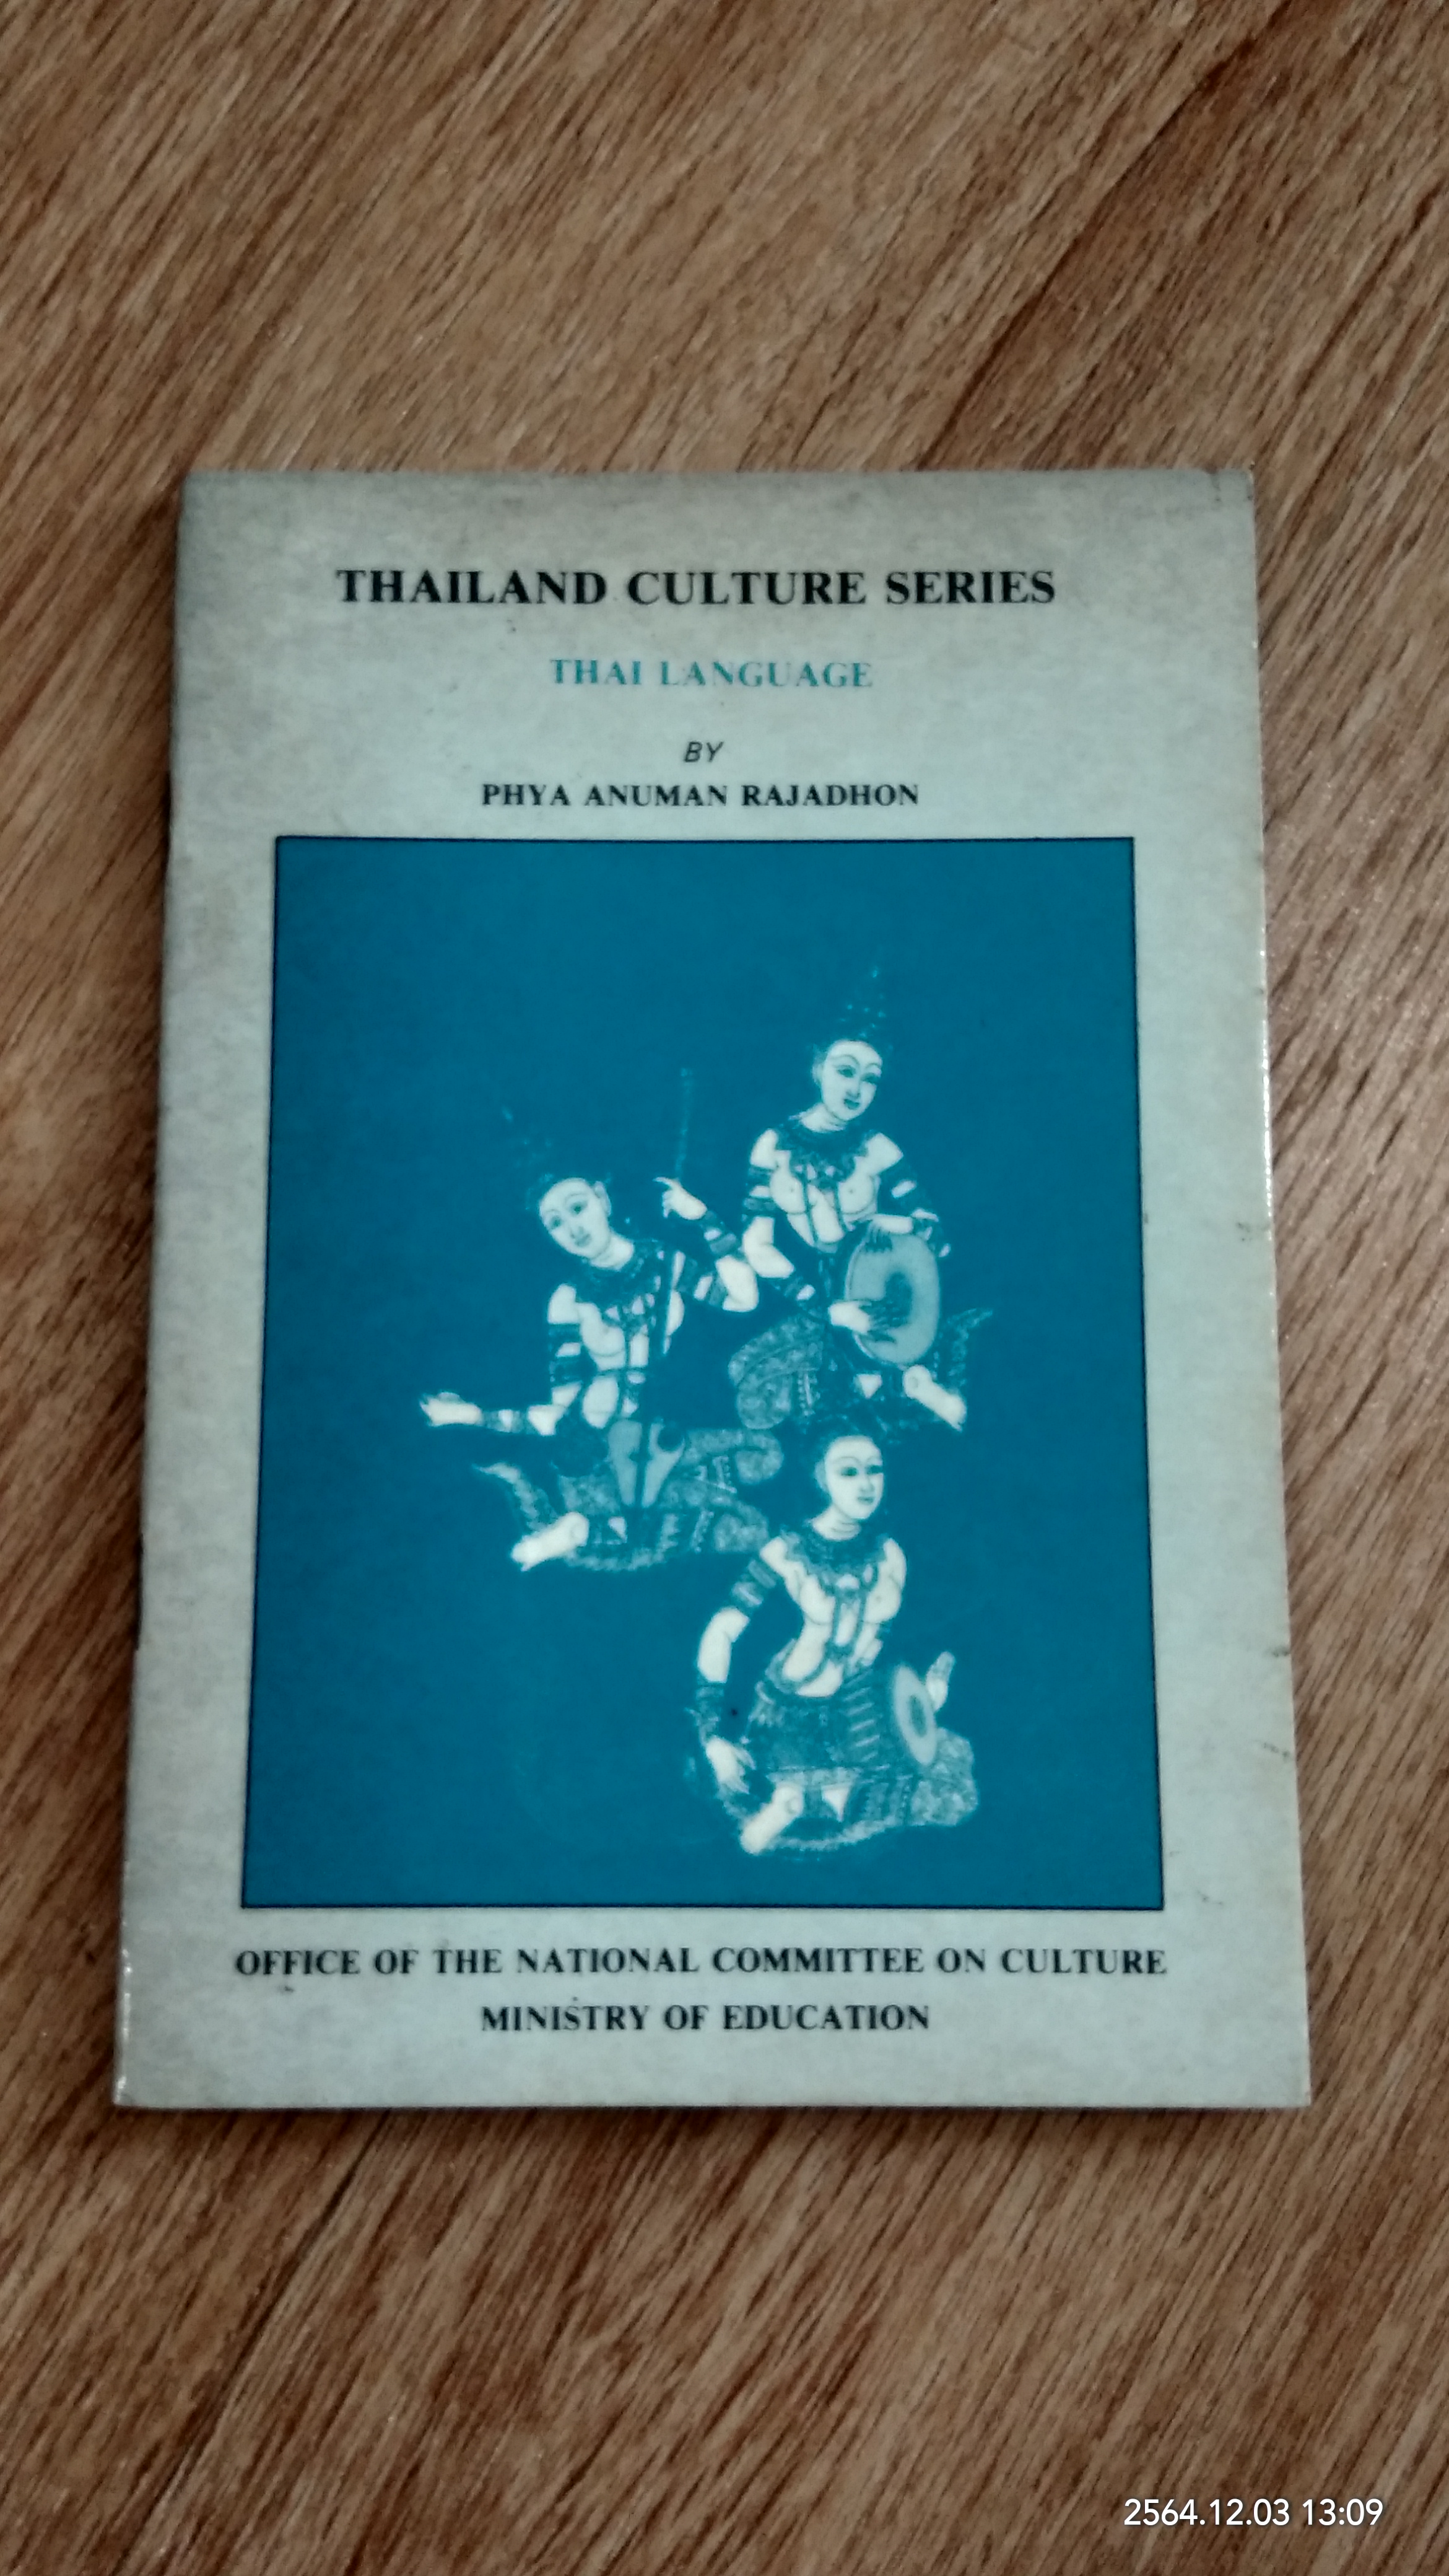 THAILAND CULTURE SERIES
THAI LANGUAGE
BY
PHYA ANUMAN RAJADHON
OFFICE OF THE NATIONAL COMMITTEE ON CULTURE
MINISTRY OF EDUCATION
2564.12.03 13:09